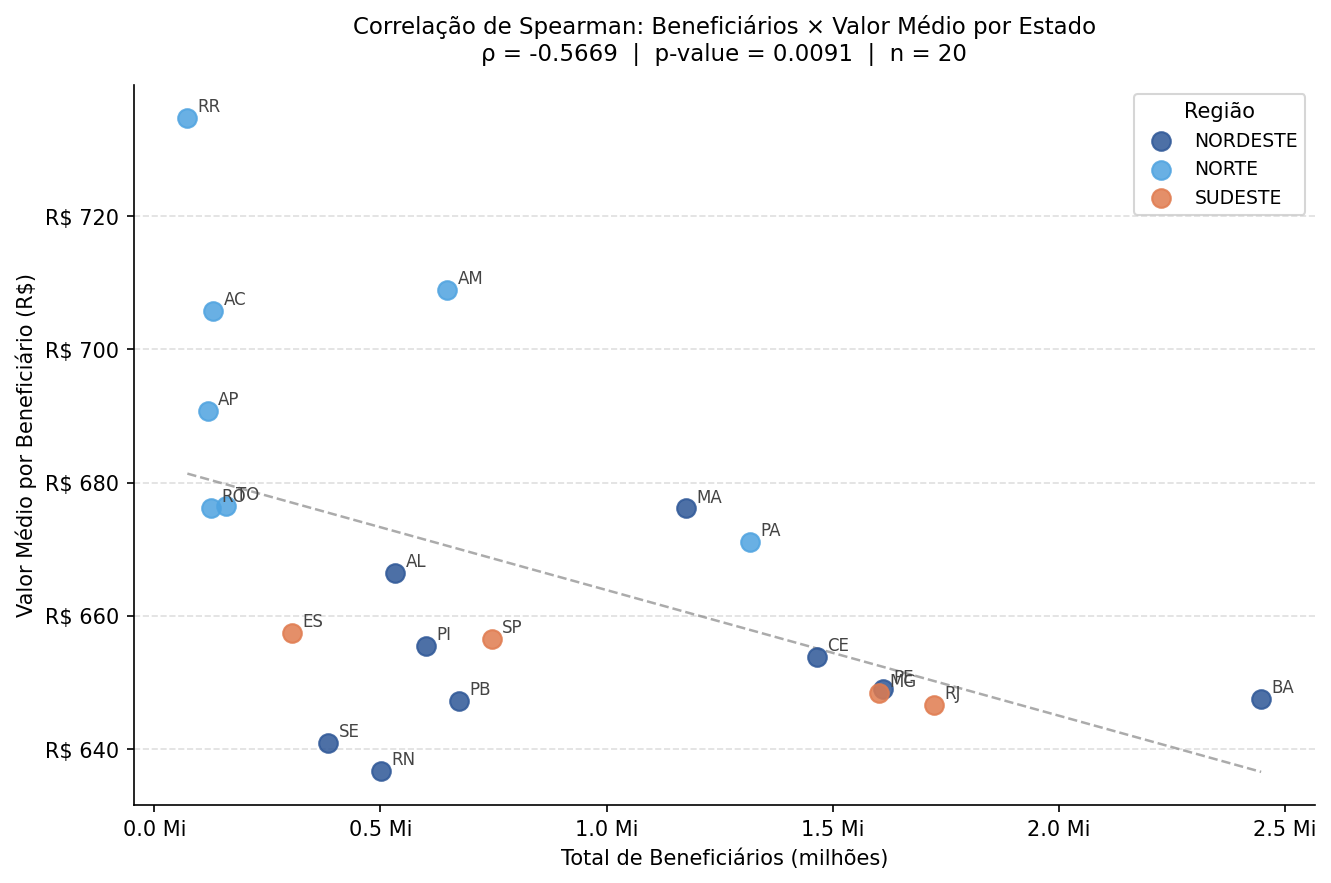 Correlação de Spearman: Beneficiários × Valor Médio por Estado
ρ = -0.5669 | p-value = 0.0091 | n = 20
Região
NORDESTE
NORTE
SUDESTE
Valor Médio por Beneficiário (R$)
R$ 720
R$ 700
R$ 680
R$ 660
R$ 640
RR
AM
AC
AP
RO
TO
MA
PA
AL
ES
PI
SP
CE
PE
MG
RJ
BA
PB
SE
RN
0.0 Mi
0.5 Mi
1.0 Mi
1.5 Mi
2.0 Mi
2.5 Mi
Total de Beneficiários (milhões)